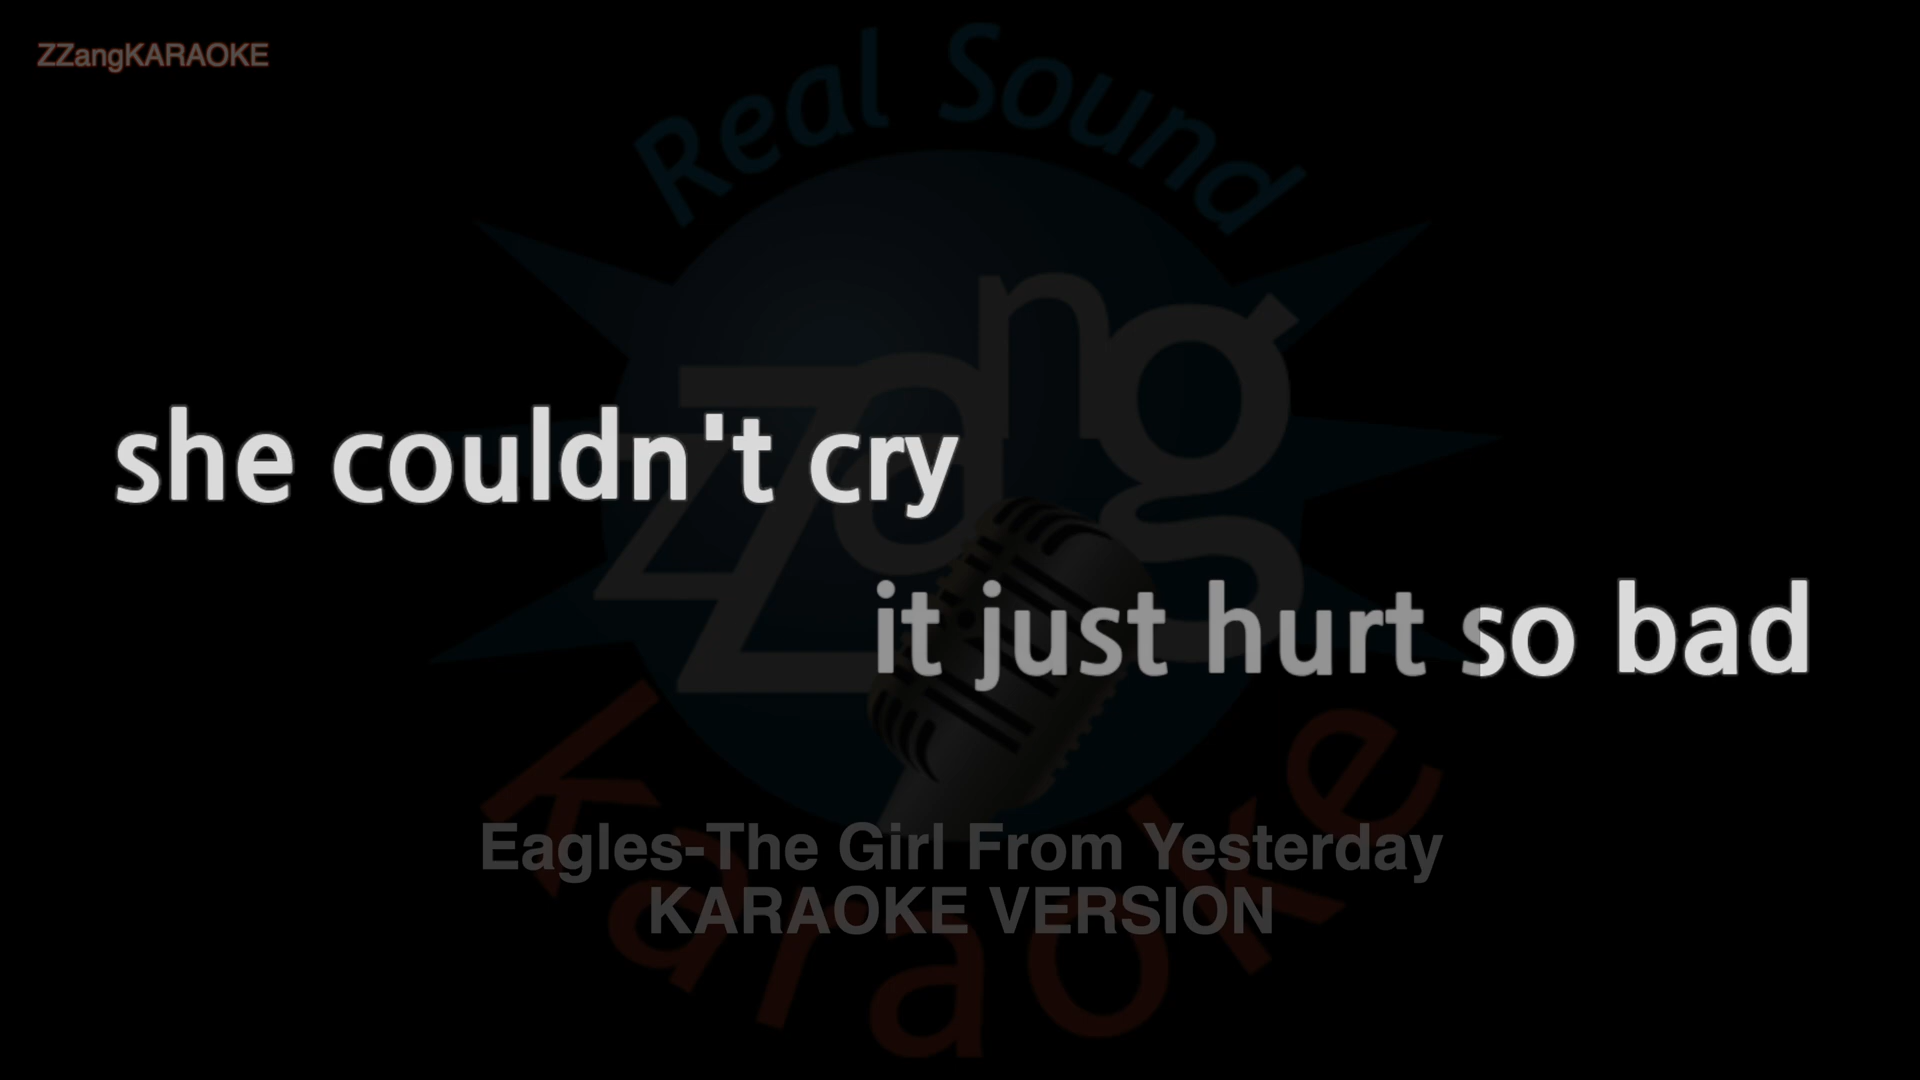 ZZangKARAOKE
Real Sound
zzang
she couldn't cry
it just hurt so bad
Eagles-The Girl From Yesterday
KARAOKE VERSION
Karaoke